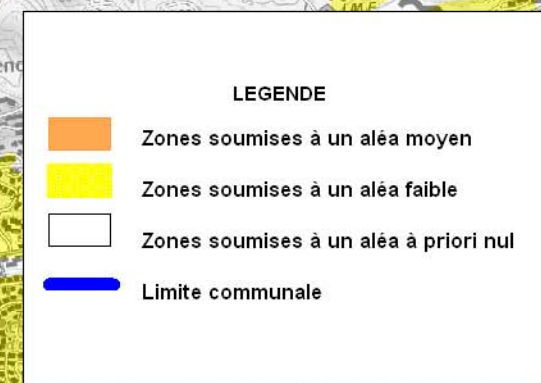 I.M.E
LEGENDE
Zones soumises à un aléa moyen
Zones soumises à un aléa faible
Zones soumises à un aléa à priori nul
Limite communale